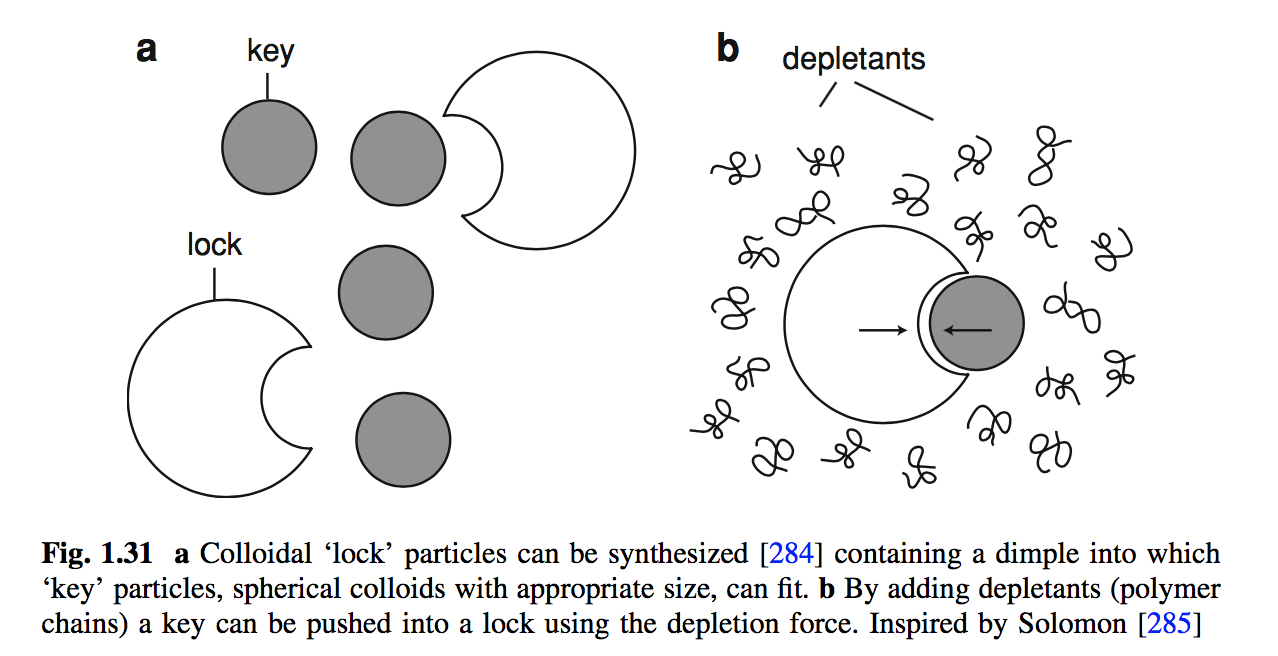 a
key
lock
b
depletants
Fig. 1.31 a Colloidal ‘lock’ particles can be synthesized [284] containing a dimple into which
‘key’ particles, spherical colloids with appropriate size, can fit. b By adding depletants (polymer
chains) a key can be pushed into a lock using the depletion force. Inspired by Solomon [285]